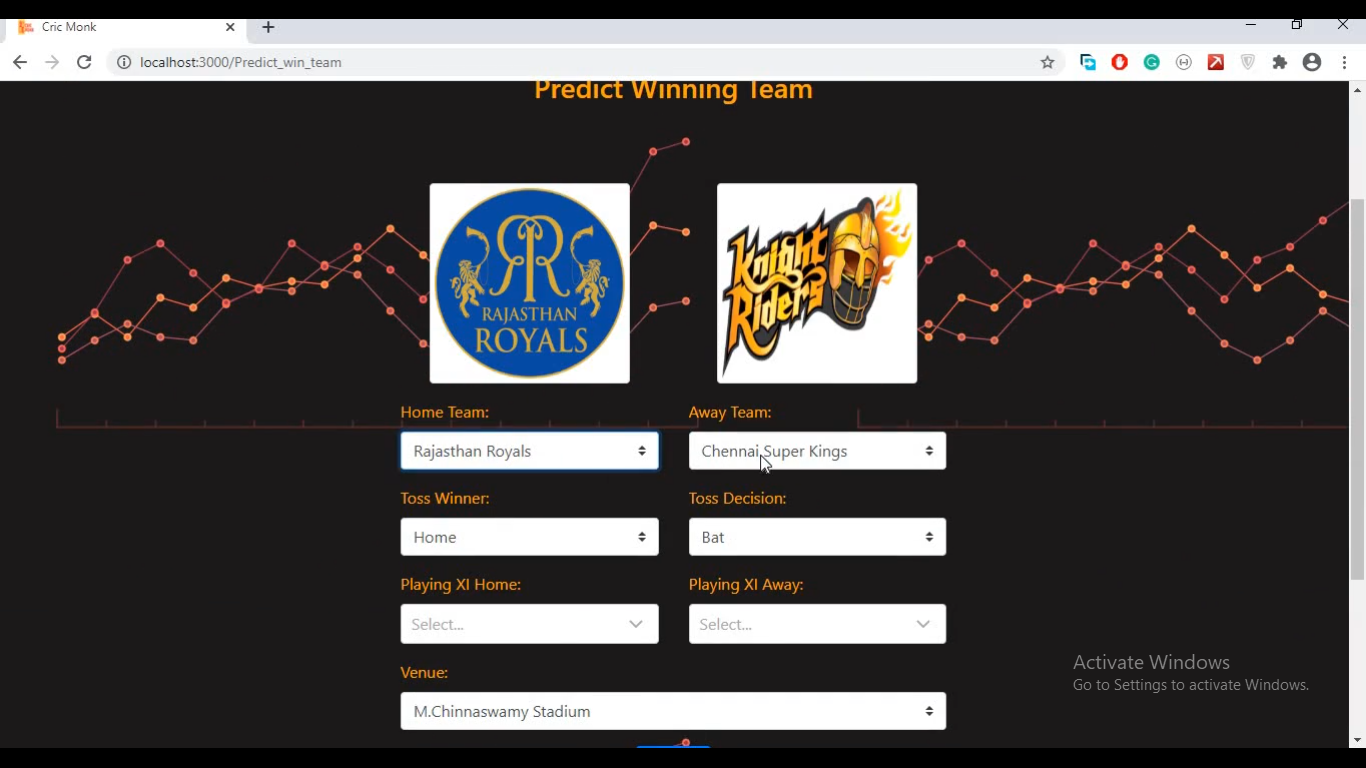 Cric Monk
localhost:3000/Predict_win_team
Predict Winning Team
RR
RAJASTHAN
ROYALS
Knight
Riders
Home Team:
Away Team:
Rajasthan Royals
Chennai Super Kings
Toss Winner:
Toss Decision:
Home
Bat
Playing XI Home:
Playing XI Away:
Select...
Select...
Venue:
M.Chinnaswamy Stadium
Activate Windows
Go to Settings to activate Windows.